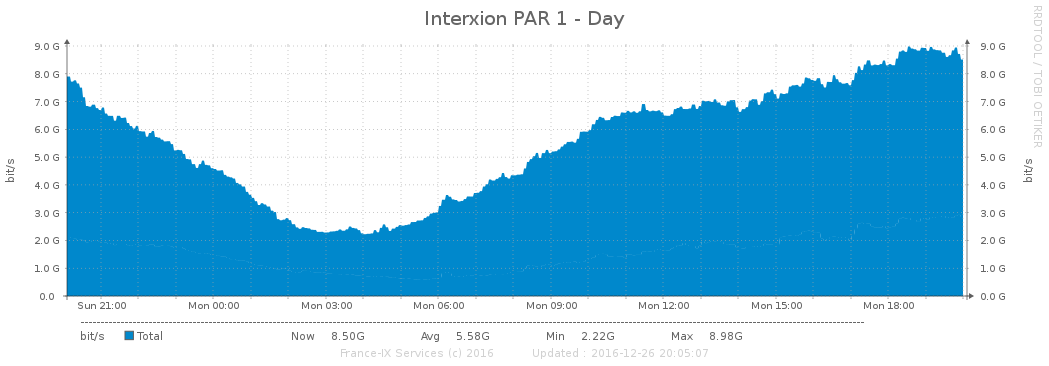 Interxion PAR 1 - Day
RRDTOOL / TOBI OETIKER
9.0 G 9.0 G
8.0 G 8.0 G
7.0 G 7.0 G
6.0 G 6.0 G
5.0 G 5.0 G
4.0 G 4.0 G
3.0 G 3.0 G
2.0 G 2.0 G
1.0 G 1.0 G
0.0 0.0 G
bit/s
bit/s
Sun 21:00 Mon 00:00 Mon 03:00 Mon 06:00 Mon 09:00 Mon 12:00 Mon 15:00 Mon 18:00
bit/s Total Now 8.50G Avg 5.58G Min 2.22G Max 8.98G
France-IX Services (c) 2016 Updated : 2016-12-26 20:05:07